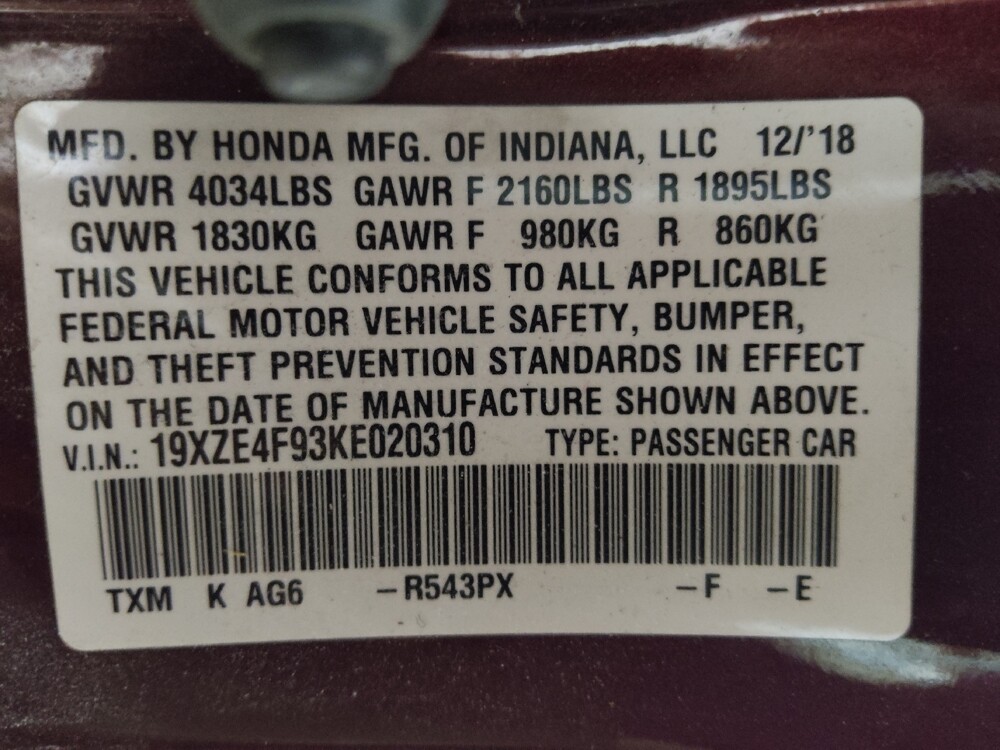 MFD. BY HONDA MFG. OF INDIANA, LLC 12/'18
GVWR 4034LBS GAWR F 2160LBS R 1895LBS
GVWR 1830KG GAWR F 980KG R 860KG
THIS VEHICLE CONFORMS TO ALL APPLICABLE
FEDERAL MOTOR VEHICLE SAFETY, BUMPER,
AND THEFT PREVENTION STANDARDS IN EFFECT
ON THE DATE OF MANUFACTURE SHOWN ABOVE.
V.I.N.: 19XZE4F93KE020310 TYPE: PASSENGER CAR
TXM K AG6 –R543PX –F –E